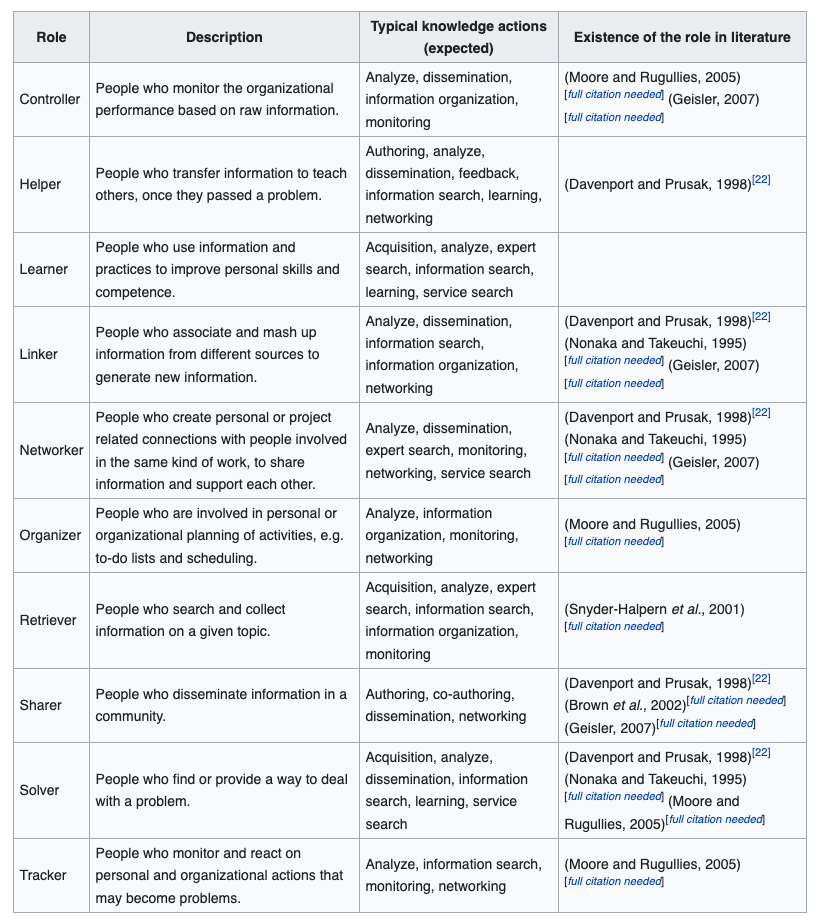 Role
Description
Typical knowledge actions
(expected)
Existence of the role in literature
Controller
People who monitor the organizational
performance based on raw information.
Analyze, dissemination,
information organization,
monitoring
(Moore and Rugullies, 2005)
[full citation needed] (Geisler, 2007)
[full citation needed]
Helper
People who transfer information to teach
others, once they passed a problem.
Authoring, analyze,
dissemination, feedback,
information search, learning,
networking
(Davenport and Prusak, 1998)[22]
Learner
People who use information and
practices to improve personal skills and
competence.
Acquisition, analyze, expert
search, information search,
learning, service search
Linker
People who associate and mash up
information from different sources to
generate new information.
Analyze, dissemination,
information search,
information organization,
networking
(Davenport and Prusak, 1998)[22]
(Nonaka and Takeuchi, 1995)
[full citation needed] (Geisler, 2007)
[full citation needed]
Networker
People who create personal or project
related connections with people involved
in the same kind of work, to share
information and support each other.
Analyze, dissemination,
expert search, monitoring,
networking, service search
(Davenport and Prusak, 1998)[22]
(Nonaka and Takeuchi, 1995)
[full citation needed] (Geisler, 2007)
[full citation needed]
Organizer
People who are involved in personal or
organizational planning of activities, e.g.
to-do lists and scheduling.
Analyze, information
organization, monitoring,
networking
(Moore and Rugullies, 2005)
[full citation needed]
Retriever
People who search and collect
information on a given topic.
Acquisition, analyze, expert
search, information search,
information organization,
monitoring
(Snyder-Halpern et al., 2001)
[full citation needed]
Sharer
People who disseminate information in a
community.
Authoring, co-authoring,
dissemination, networking
(Davenport and Prusak, 1998)[22]
(Brown et al., 2002)[full citation needed]
(Geisler, 2007)[full citation needed]
Solver
People who find or provide a way to deal
with a problem.
Acquisition, analyze,
dissemination, information
search, learning, service
search
(Davenport and Prusak, 1998)[22]
(Nonaka and Takeuchi, 1995)
[full citation needed] (Moore and
Rugullies, 2005)[full citation needed]
Tracker
People who monitor and react on
personal and organizational actions that
may become problems.
Analyze, information search,
monitoring, networking
(Moore and Rugullies, 2005)
[full citation needed]